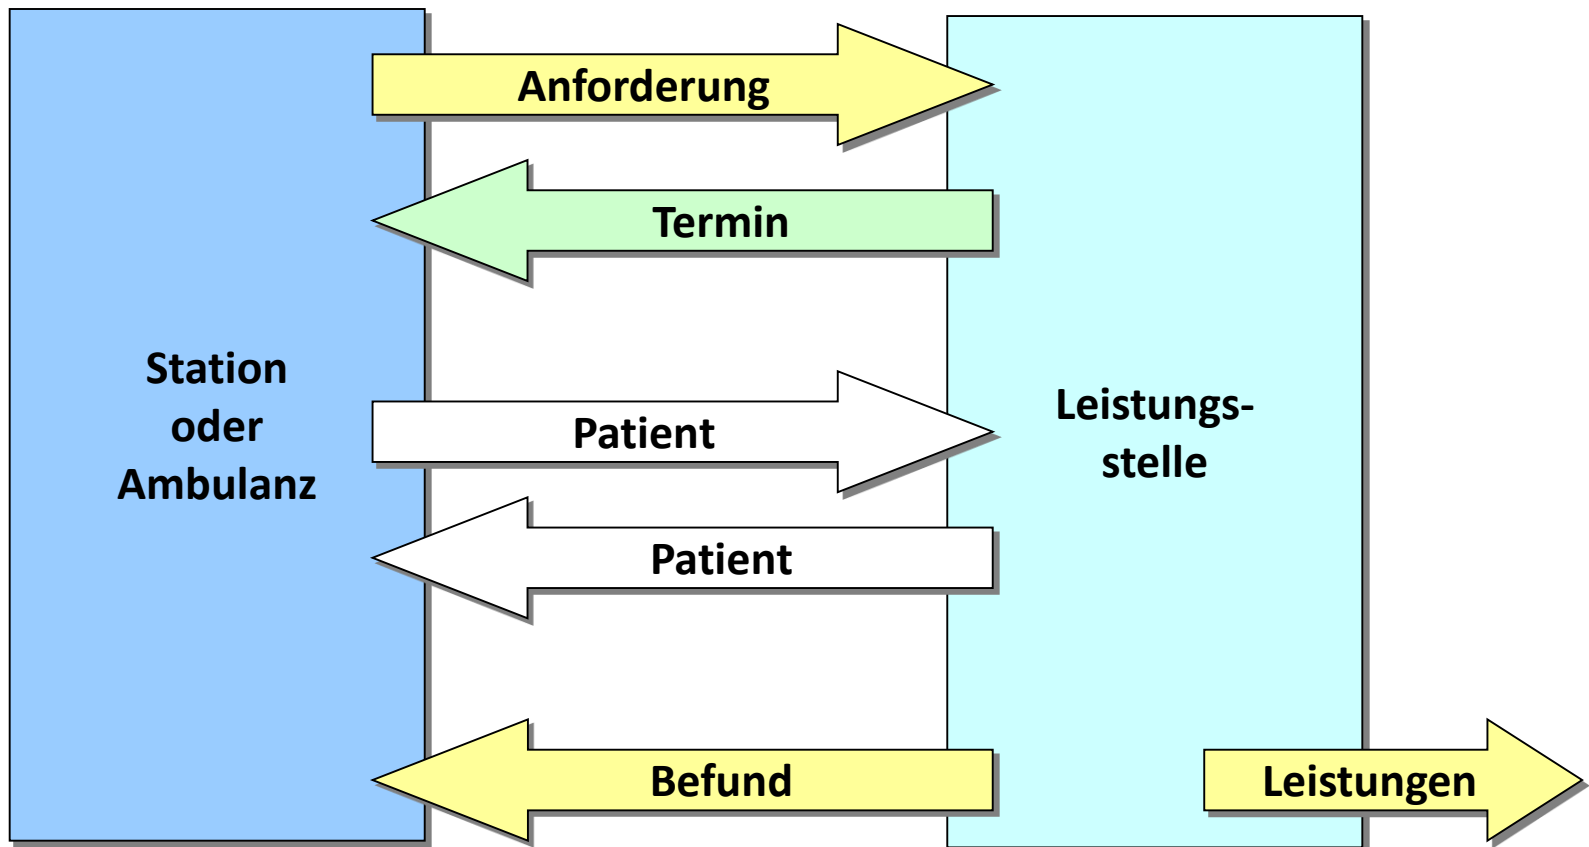 Anforderung
Termin
Station
oder
Ambulanz
Patient
Leistungs-
stelle
Patient
Befund
Leistungen